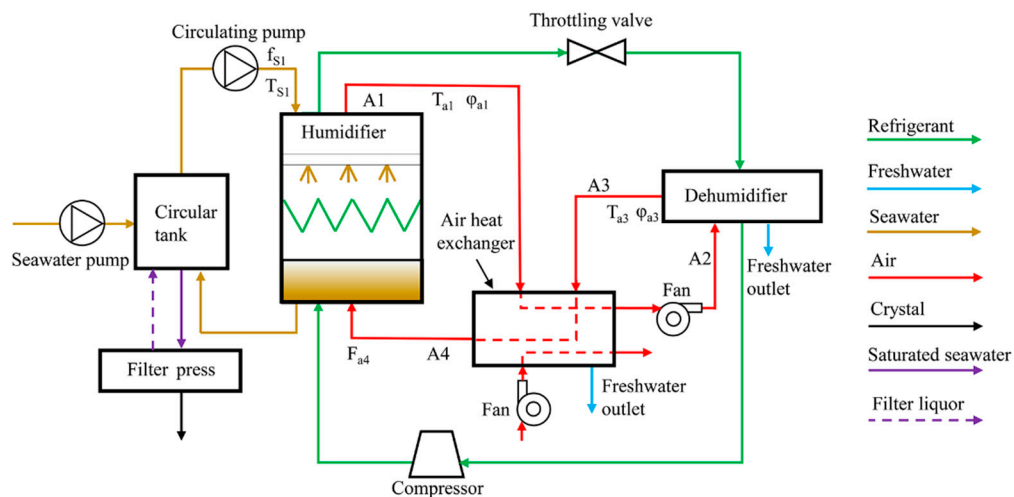 Throttling valve
Circulating pump
f_S1
T_S1
A1
T_a1 φ_a1
Humidifier
Refrigerant
Freshwater
Seawater
Air
Crystal
Saturated seawater
Filter liquor
A3
Dehumidifier
T_a3 φ_a3
Circular
tank
Air heat
exchanger
Seawater pump
A2
Fan
Freshwater
outlet
F_a4
A4
Filter press
Freshwater
outlet
Fan
Compressor